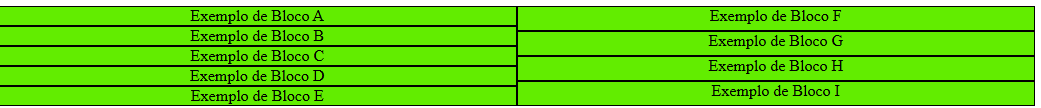 Exemplo de Bloco A
Exemplo de Bloco B
Exemplo de Bloco C
Exemplo de Bloco D
Exemplo de Bloco E
Exemplo de Bloco F
Exemplo de Bloco G
Exemplo de Bloco H
Exemplo de Bloco I